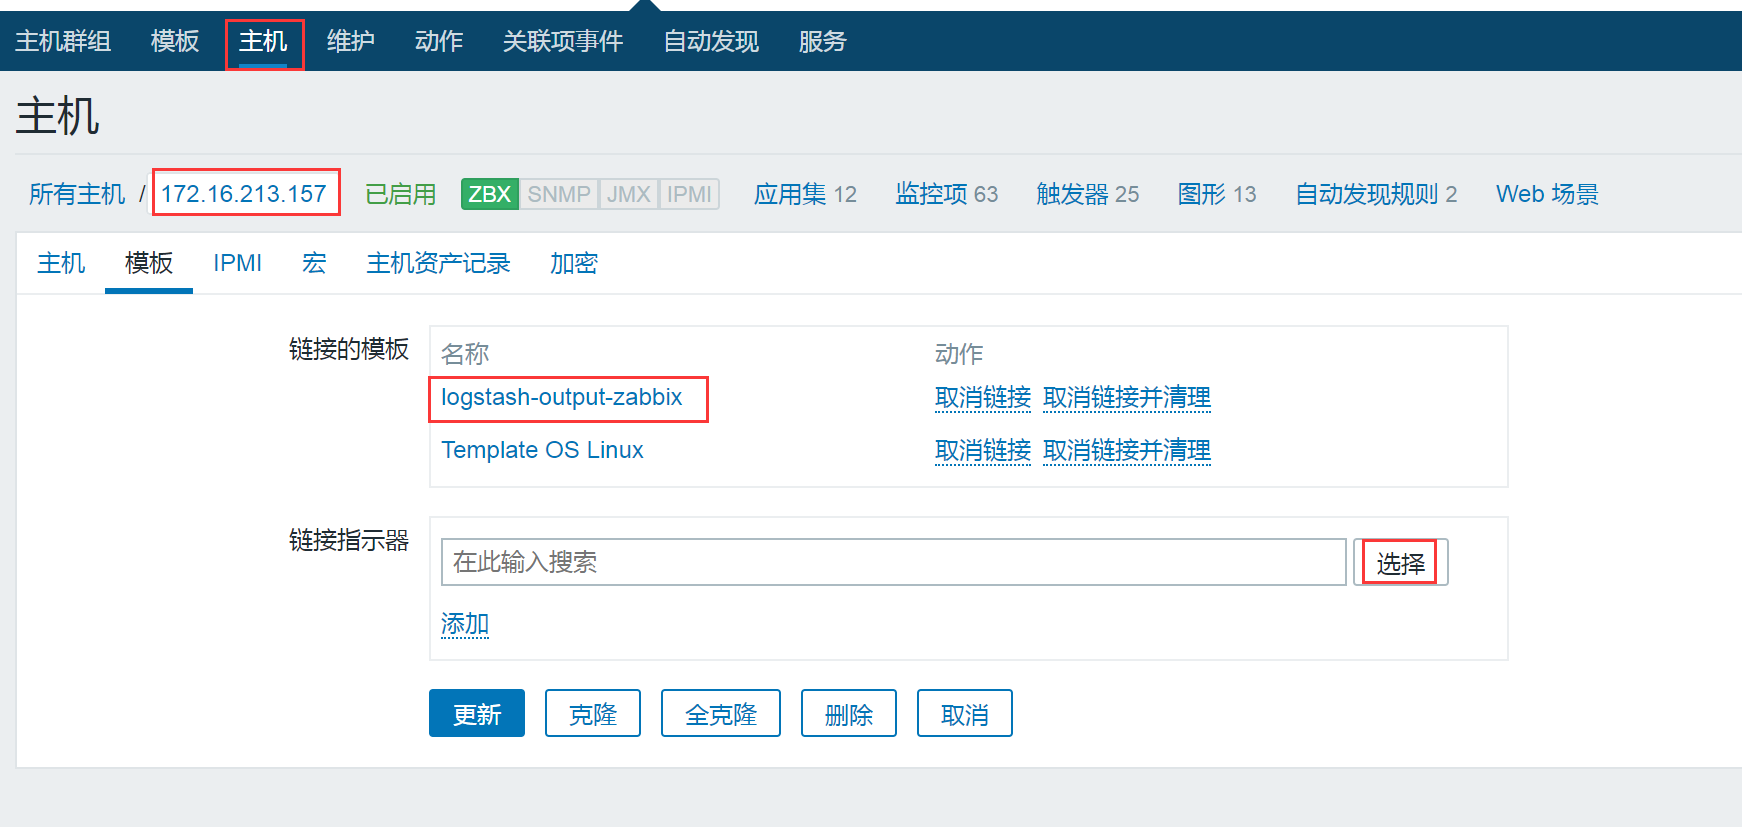 主机群组 模板 主机 维护 动作 关联项事件 自动发现 服务
主机
所有主机 / 172.16.213.157 已启用 ZBX SNMP JMX IPMI 应用集 12 监控项 63 触发器 25 图形 13 自动发现规则 2 Web 场景
主机 模板 IPMI 宏 主机资产记录 加密
链接的模板 名称 动作
logstash-output-zabbix 取消链接 取消链接并清理
Template OS Linux 取消链接 取消链接并清理
链接指示器 在此输入搜索 选择
添加
更新 克隆 全克隆 删除 取消